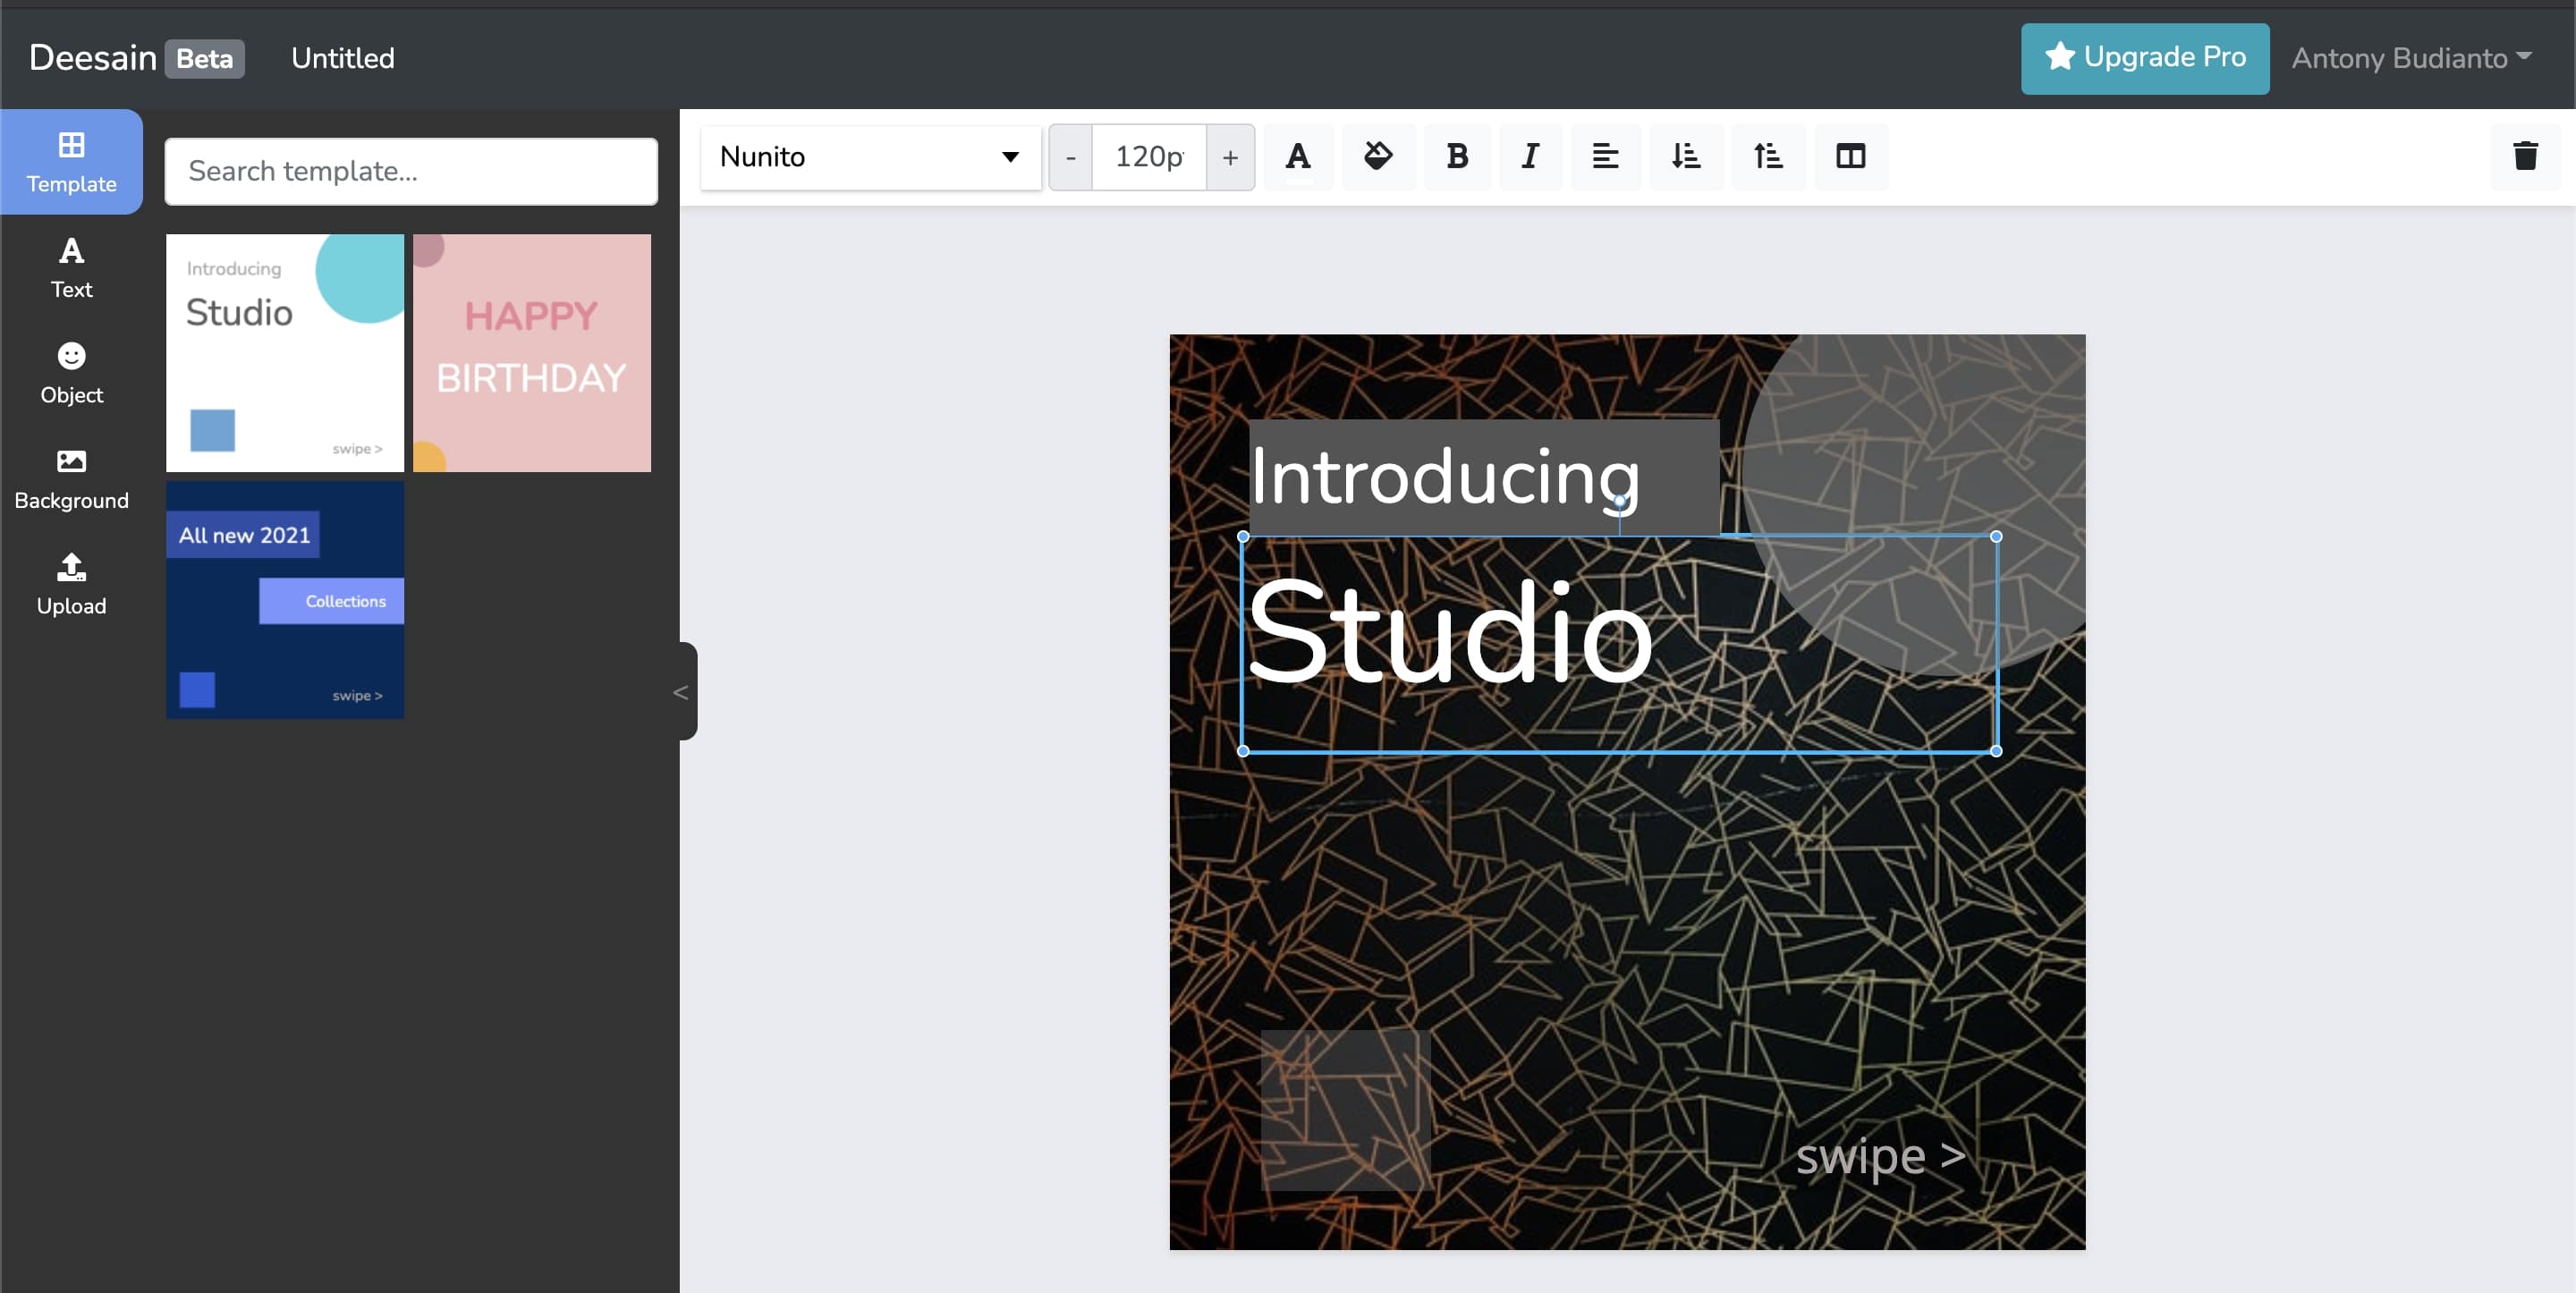 Deesain Beta Untitled Upgrade Pro Antony Budianto
Template
Text
Object
Background
Upload
Search template...
Introducing
Studio
swipe >
HAPPY
BIRTHDAY
All new 2021
Collections
swipe >
<
Nunito - 120p + A B I
Introducing
Studio
swipe >